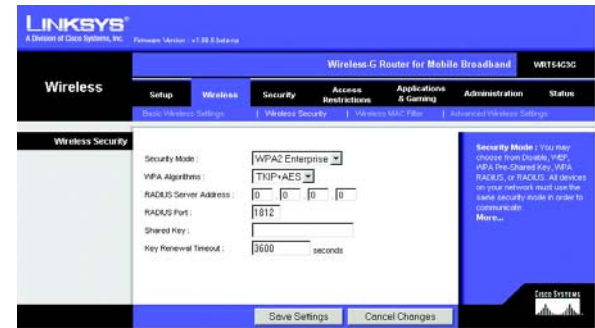 LINKSYS®
A Division of Cisco Systems, Inc.
Wireless-G Router for Mobile Broadband
WRT54G3G
Wireless
Setup
Wireless
Security
Access Restrictions
Applications & Gaming
Administration
Status
Basic Wireless Settings | Wireless Security | Wireless MAC Filter | Advanced Wireless Settings
Wireless Security
Security Mode :
WPA2 Enterprise
WPA Algorithms :
TKIP+AES
RADIUS Server Address :
0 . 0 . 0 . 0
RADIUS Port :
1812
Shared Key :
Key Renewal Timeout :
3600
seconds
Security Mode : You may
choose from Disable, WEP,
WPA Pre-Shared Key, WPA
RADIUS, or RADIUS. All devices
on your network must use the
same security mode in order to
communicate.
More...
CISCO SYSTEMS
Save Settings
Cancel Changes